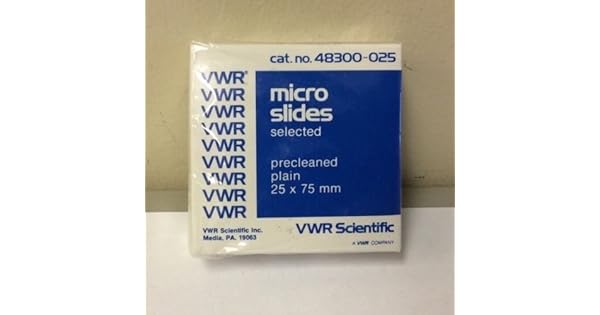 cat. no. 48300-025
VWR®
VWR
VWR
VWR
VWR
VWR
VWR
VWR
micro
slides
selected
precleaned
plain
25 x 75 mm
VWR Scientific Inc.
Media, PA. 19063
VWR Scientific
A VWR COMPANY